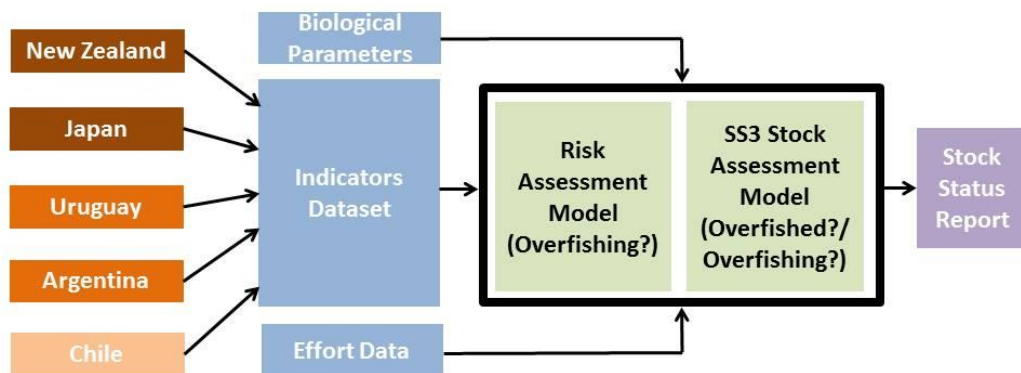 New Zealand
Japan
Uruguay
Argentina
Chile
Biological
Parameters
Indicators
Dataset
Effort Data
Risk
Assessment
Model
(Overfishing?)
SS3 Stock
Assessment
Model
(Overfished?/
Overfishing?)
Stock
Status
Report